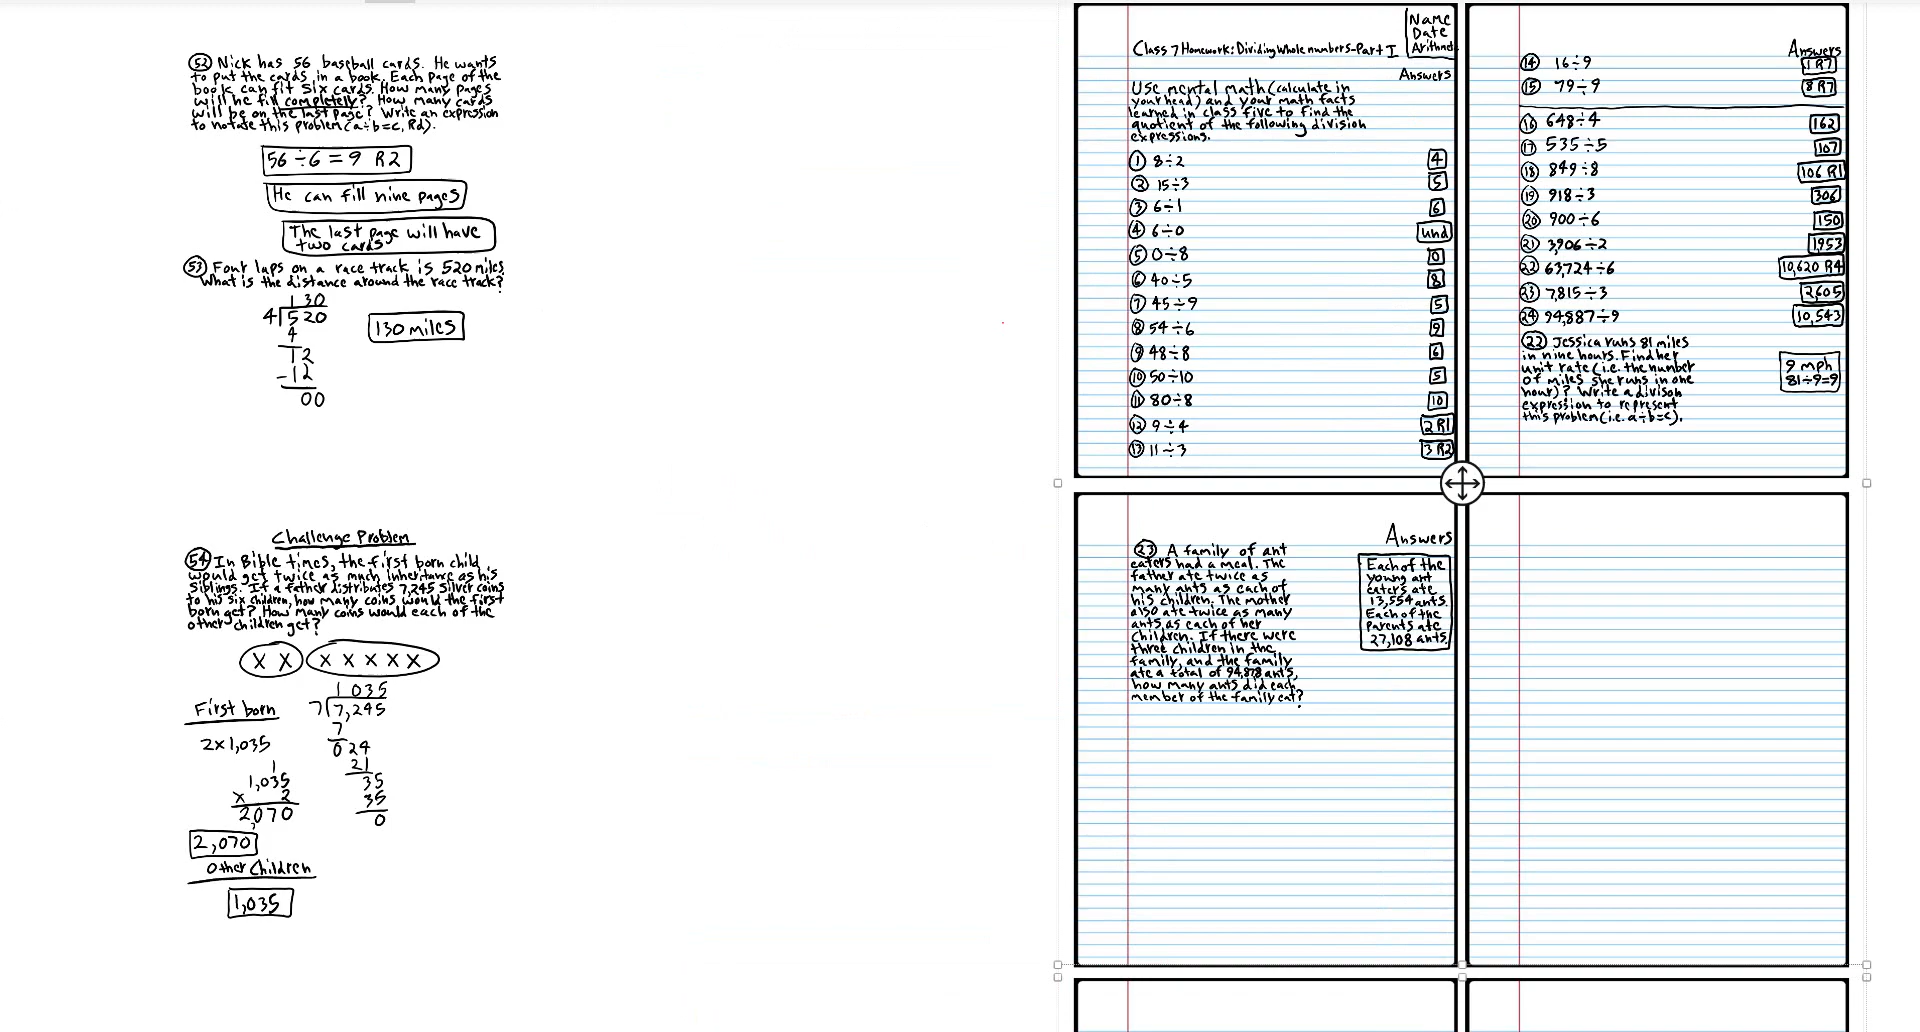 52 Nick has 56 baseball cards. He wants
to put the cards in a book. Each page of the
book can fit six cards. How many pages
will he fill completely? How many cards
will be on the last page? Write an expression
to notate this problem (a÷b=c, Rd).
56÷6=9 R2
He can fill nine pages
The last page will have
two cards
53 Four laps on a race track is 520 miles
What is the distance around the race track?
130
4 520
130 miles
4
12
-12
00
Challenge Problem
54 In Bible times, the first born child
would get twice as much inheritance as his
siblings. If a father distributes 7,245 silver coins
to his six children, how many coins would the first
born get? How many coins would each of the
other children get?
X X X X X X X
1035
First born
7 7,245
7
2×1,035
024
21
1
1,035
35
x 2
35
2,070
0
2,070
Other Children
1,035
Name
Date
Arithmet
Class 7 Homework: Dividing Whole numbers-Part I
Answers
Use mental math (calculate in
your head) and your math facts
learned in class five to find the
quotient of the following division
expressions.
1 8÷2 4
2 15÷3 5
3 6÷1 6
4 6÷0 und
5 0÷8 0
6 40÷5 8
7 45÷9 5
8 54÷6 9
9 48÷8 6
10 50÷10 5
11 80÷8 10
12 9÷4 2 R1
13 11÷3 3 R2
Answers
14 16÷9 1 R7
15 79÷9 8 R7
16 648÷4 162
17 535÷5 107
18 849÷8 106 R1
19 918÷3 306
20 900÷6 150
21 3,906÷2 1,953
22 63,724÷6 10,620 R4
23 7,815÷3 2,605
24 94,887÷9 10,543
22 Jessica runs 81 miles
in nine hours. Find her
unit rate (i.e. the number
of miles she runs in one
hour)? Write a divison
expression to represent
this problem (i.e. a÷b=c).
9 mph
81÷9=9
Answers
23 A family of ant
eaters had a meal. The
father ate twice as
many ants as each of
his children. The mother
also ate twice as many
ants as each of her
children. If there were
three children in the
family, and the family
ate a total of 94,878 ants,
how many ants did each
member of the family eat?
Each of the
young ant
eaters ate
13,554 ants.
Each of the
Parents ate
27,108 ants.